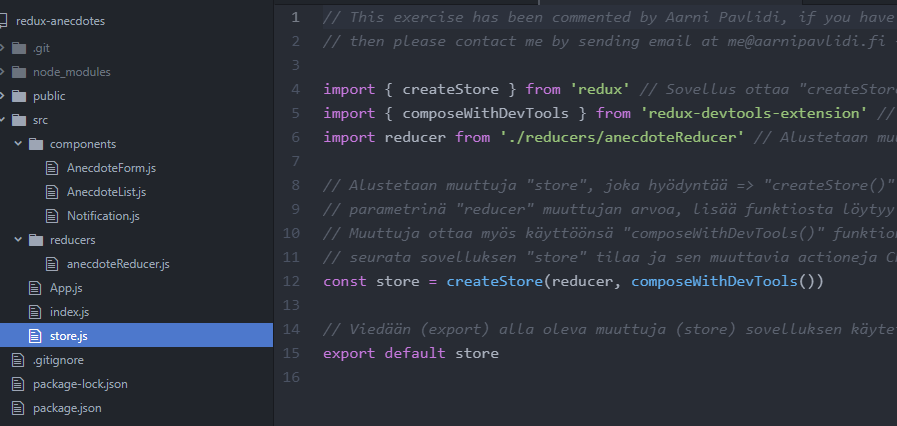 redux-anecdotes
.git
node_modules
public
src
components
AnecdoteForm.js
AnecdoteList.js
Notification.js
reducers
anecdoteReducer.js
App.js
index.js
store.js
.gitignore
package-lock.json
package.json
1 // This exercise has been commented by Aarni Pavlidi, if you have
2 // then please contact me by sending email at me@aarnipavlidi.fi
3
4 import { createStore } from 'redux' // Sovellus ottaa "createStore
5 import { composeWithDevTools } from 'redux-devtools-extension' //
6 import reducer from './reducers/anecdoteReducer' // Alustetaan muu
7
8 // Alustetaan muuttuja "store", joka hyödyntää => "createStore()"
9 // parametrinä "reducer" muuttujan arvoa, lisää funktiosta löytyy
10 // Muuttuja ottaa myös käyttöönsä "composeWithDevTools()" funktion
11 // seurata sovelluksen "store" tilaa ja sen muuttavia actioneja C
12 const store = createStore(reducer, composeWithDevTools())
13
14 // Viedään (export) alla oleva muuttuja (store) sovelluksen käytet
15 export default store
16